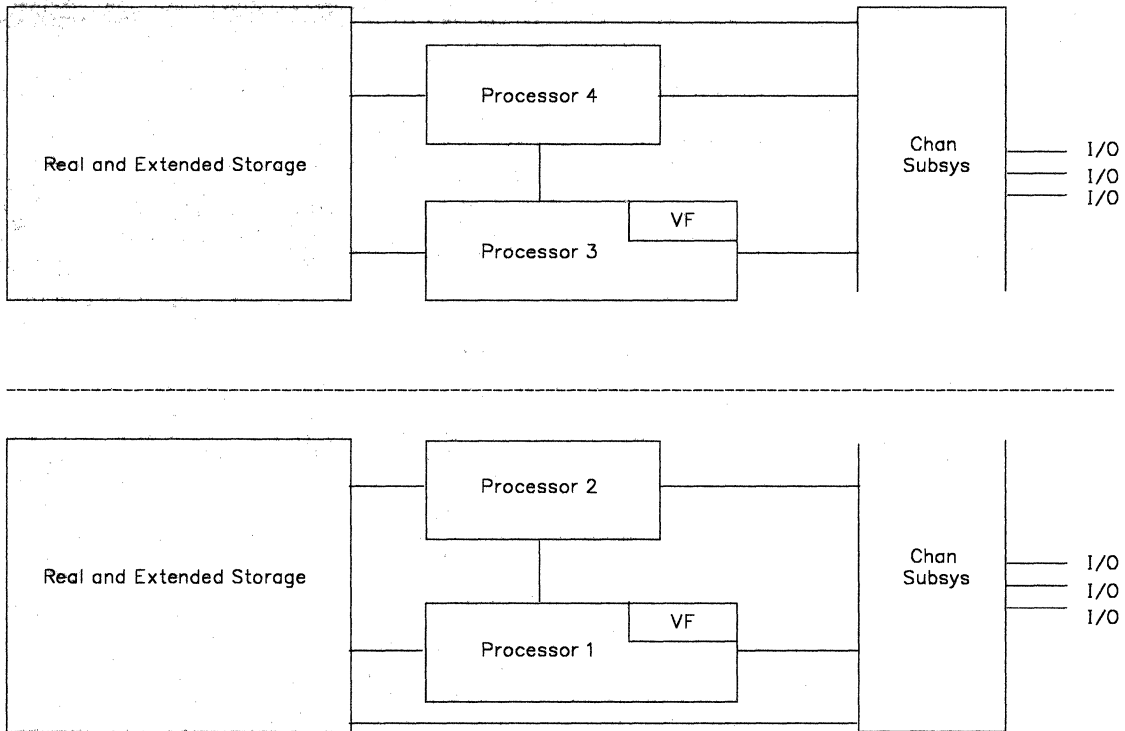 Processor 4
Real and Extended Storage
Chan
Subsys
I/O
I/O
I/O
VF
Processor 3
Processor 2
Real and Extended Storage
Chan
Subsys
I/O
I/O
I/O
VF
Processor 1